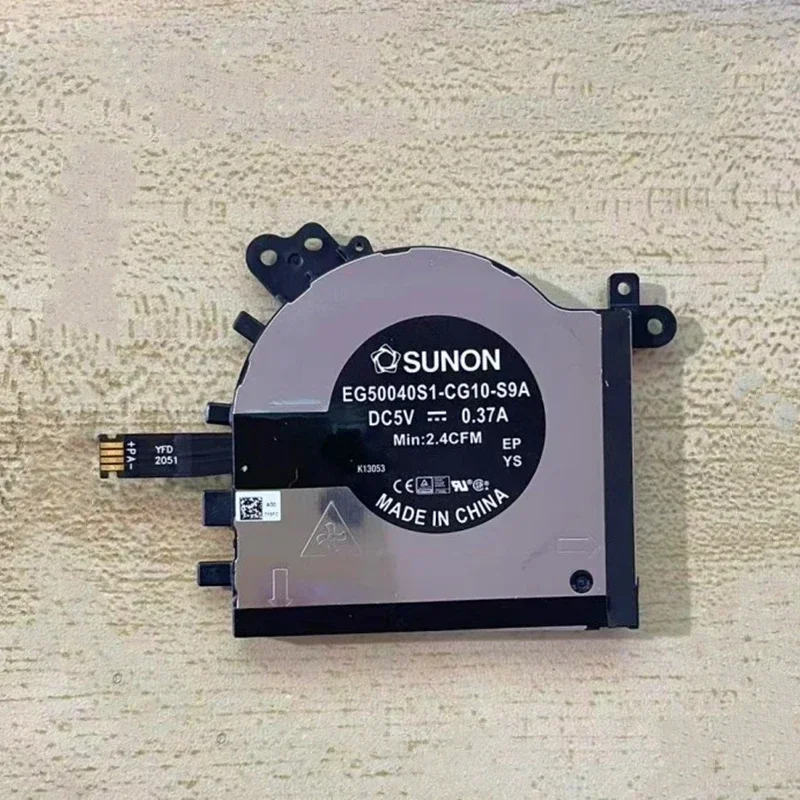 SUNON
EG50040S1-CG10-S9A
DC5V ⎓ 0.37A
Min:2.4CFM
EP
YS
K13053
MADE IN CHINA
+PA-
YFD
2051